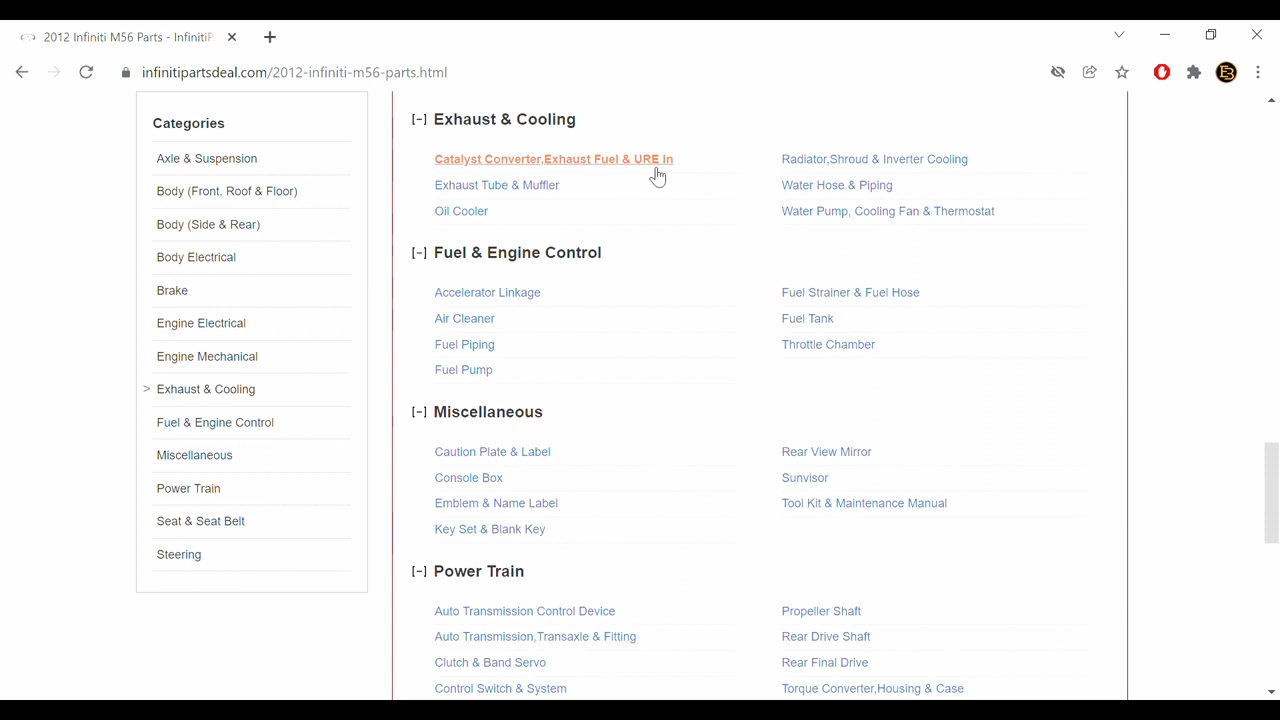 2012 Infiniti M56 Parts - Infiniti
infinitipartsdeal.com/2012-infiniti-m56-parts.html
Categories
Axle & Suspension
Body (Front, Roof & Floor)
Body (Side & Rear)
Body Electrical
Brake
Engine Electrical
Engine Mechanical
> Exhaust & Cooling
Fuel & Engine Control
Miscellaneous
Power Train
Seat & Seat Belt
Steering
[-] Exhaust & Cooling
Catalyst Converter,Exhaust Fuel & URE In
Exhaust Tube & Muffler
Oil Cooler
Radiator,Shroud & Inverter Cooling
Water Hose & Piping
Water Pump, Cooling Fan & Thermostat
[-] Fuel & Engine Control
Accelerator Linkage
Air Cleaner
Fuel Piping
Fuel Pump
Fuel Strainer & Fuel Hose
Fuel Tank
Throttle Chamber
[-] Miscellaneous
Caution Plate & Label
Console Box
Emblem & Name Label
Key Set & Blank Key
Rear View Mirror
Sunvisor
Tool Kit & Maintenance Manual
[-] Power Train
Auto Transmission Control Device
Auto Transmission,Transaxle & Fitting
Clutch & Band Servo
Control Switch & System
Propeller Shaft
Rear Drive Shaft
Rear Final Drive
Torque Converter,Housing & Case